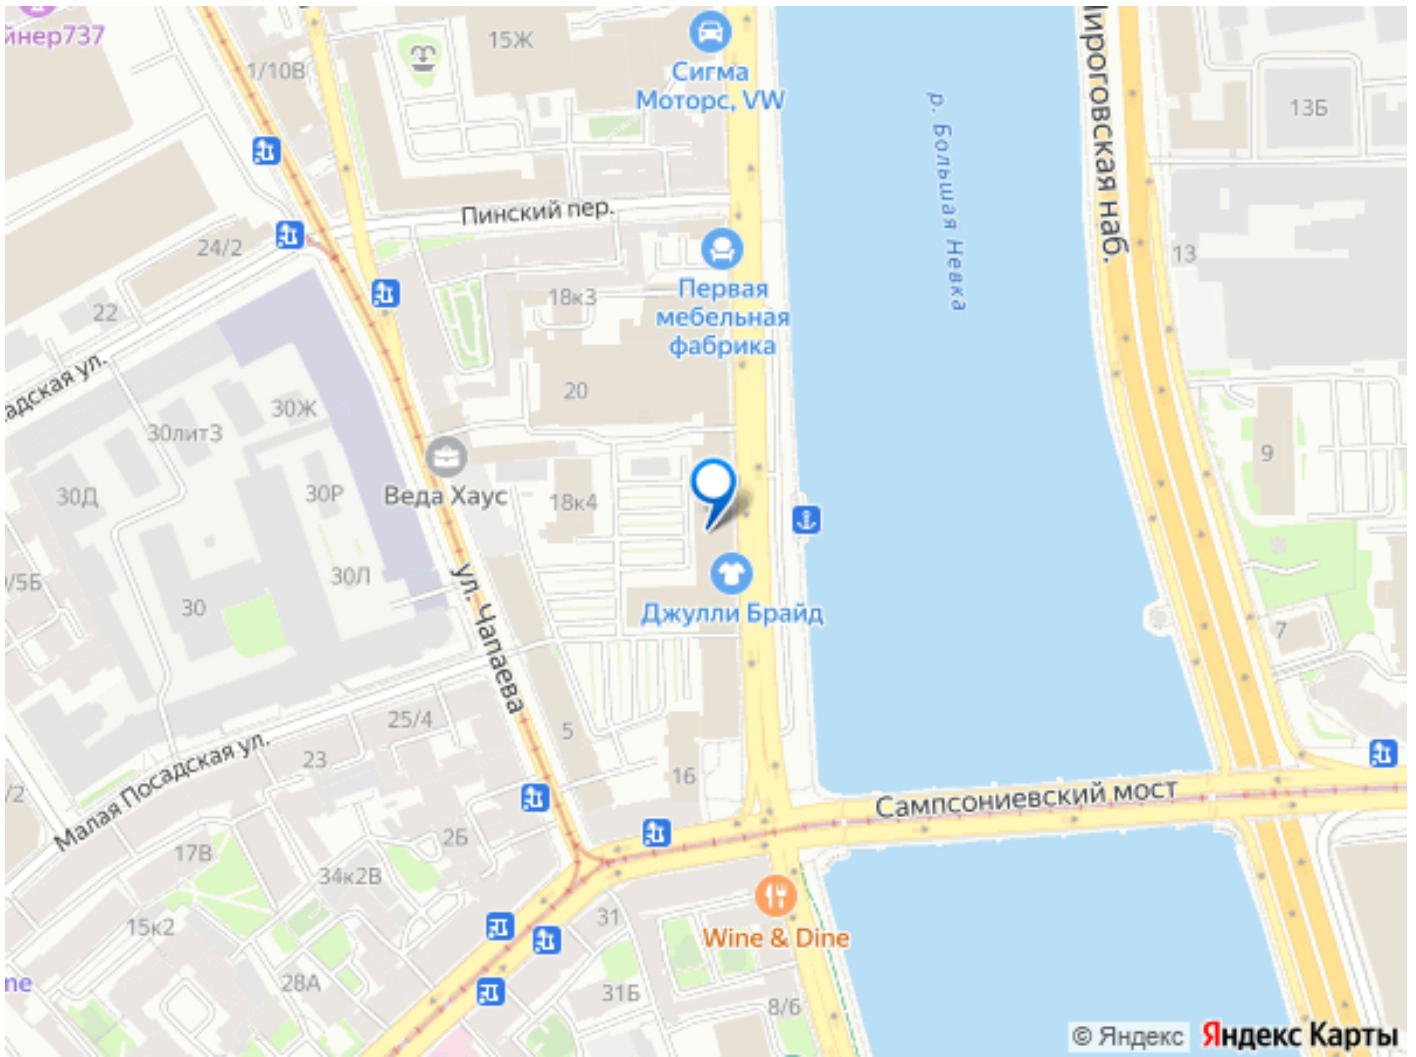 йнер737
15Ж
1/10В
Сигма
Моторс, VW
р. Большая Невка
Пироговская наб.
13Б
Пинский пер.
24/2
13
22
18к3
Первая
мебельная
фабрика
20
адская ул.
30Ж
30лит3
30Д
30Р
Веда Хаус
18к4
9
/5Б
30
30Л
ул. Чапаева
Джулли Брайд
7
25/4
23
5
16
Малая Посадская ул.
/2
Сампсониевский мост
17В
2Б
34к2В
15к2
31
Wine & Dine
28А
31Б
8/6
ne
© Яндекс
Яндекс Карты